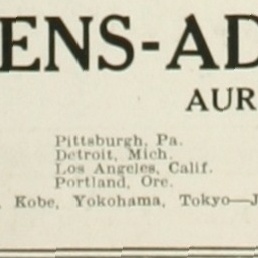 ENS-AD
AUR
Pittsburgh, Pa.
Detroit, Mich.
Los Angeles, Calif.
Portland, Ore.
Kobe, Yokohama, Tokyo—J